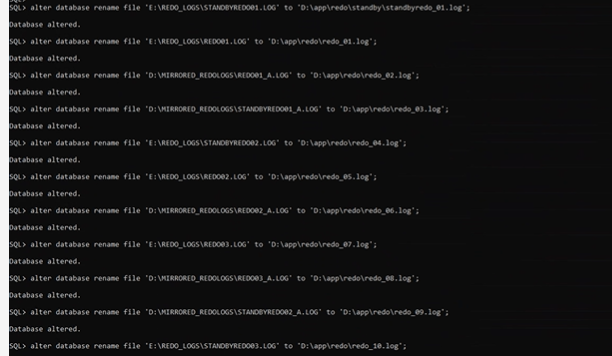 SQL> alter database rename file 'E:\REDO_LOGS\STANDBYREDO01.LOG' to 'D:\app\redo\standby\standbyredo_01.log';
Database altered.
SQL> alter database rename file 'E:\REDO_LOGS\REDO01.LOG' to 'D:\app\redo\redo_01.log';
Database altered.
SQL> alter database rename file 'D:\MIRRORED_REDOLOGS\REDO01_A.LOG' to 'D:\app\redo\redo_02.log';
Database altered.
SQL> alter database rename file 'D:\MIRRORED_REDOLOGS\STANDBYREDO01_A.LOG' to 'D:\app\redo\redo_03.log';
Database altered.
SQL> alter database rename file 'E:\REDO_LOGS\STANDBYREDO02.LOG' to 'D:\app\redo\redo_04.log';
Database altered.
SQL> alter database rename file 'E:\REDO_LOGS\REDO02.LOG' to 'D:\app\redo\redo_05.log';
Database altered.
SQL> alter database rename file 'D:\MIRRORED_REDOLOGS\REDO02_A.LOG' to 'D:\app\redo\redo_06.log';
Database altered.
SQL> alter database rename file 'E:\REDO_LOGS\REDO03.LOG' to 'D:\app\redo\redo_07.log';
Database altered.
SQL> alter database rename file 'D:\MIRRORED_REDOLOGS\REDO03_A.LOG' to 'D:\app\redo\redo_08.log';
Database altered.
SQL> alter database rename file 'D:\MIRRORED_REDOLOGS\STANDBYREDO02_A.LOG' to 'D:\app\redo\redo_09.log';
Database altered.
SQL> alter database rename file 'E:\REDO_LOGS\STANDBYREDO03.LOG' to 'D:\app\redo\redo_10.log';